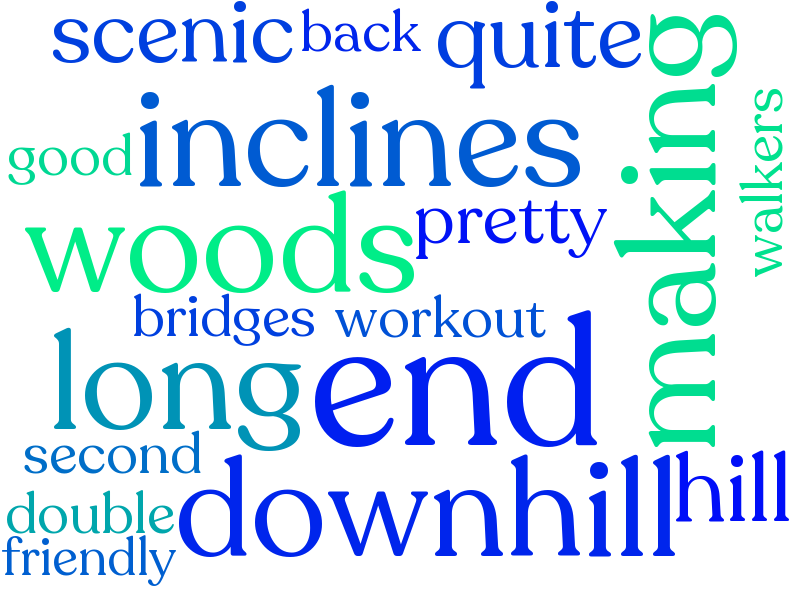 scenic back quite
making
walkers
good inclines
woods pretty
bridges workout
long end
second
downhill hill
double
friendly